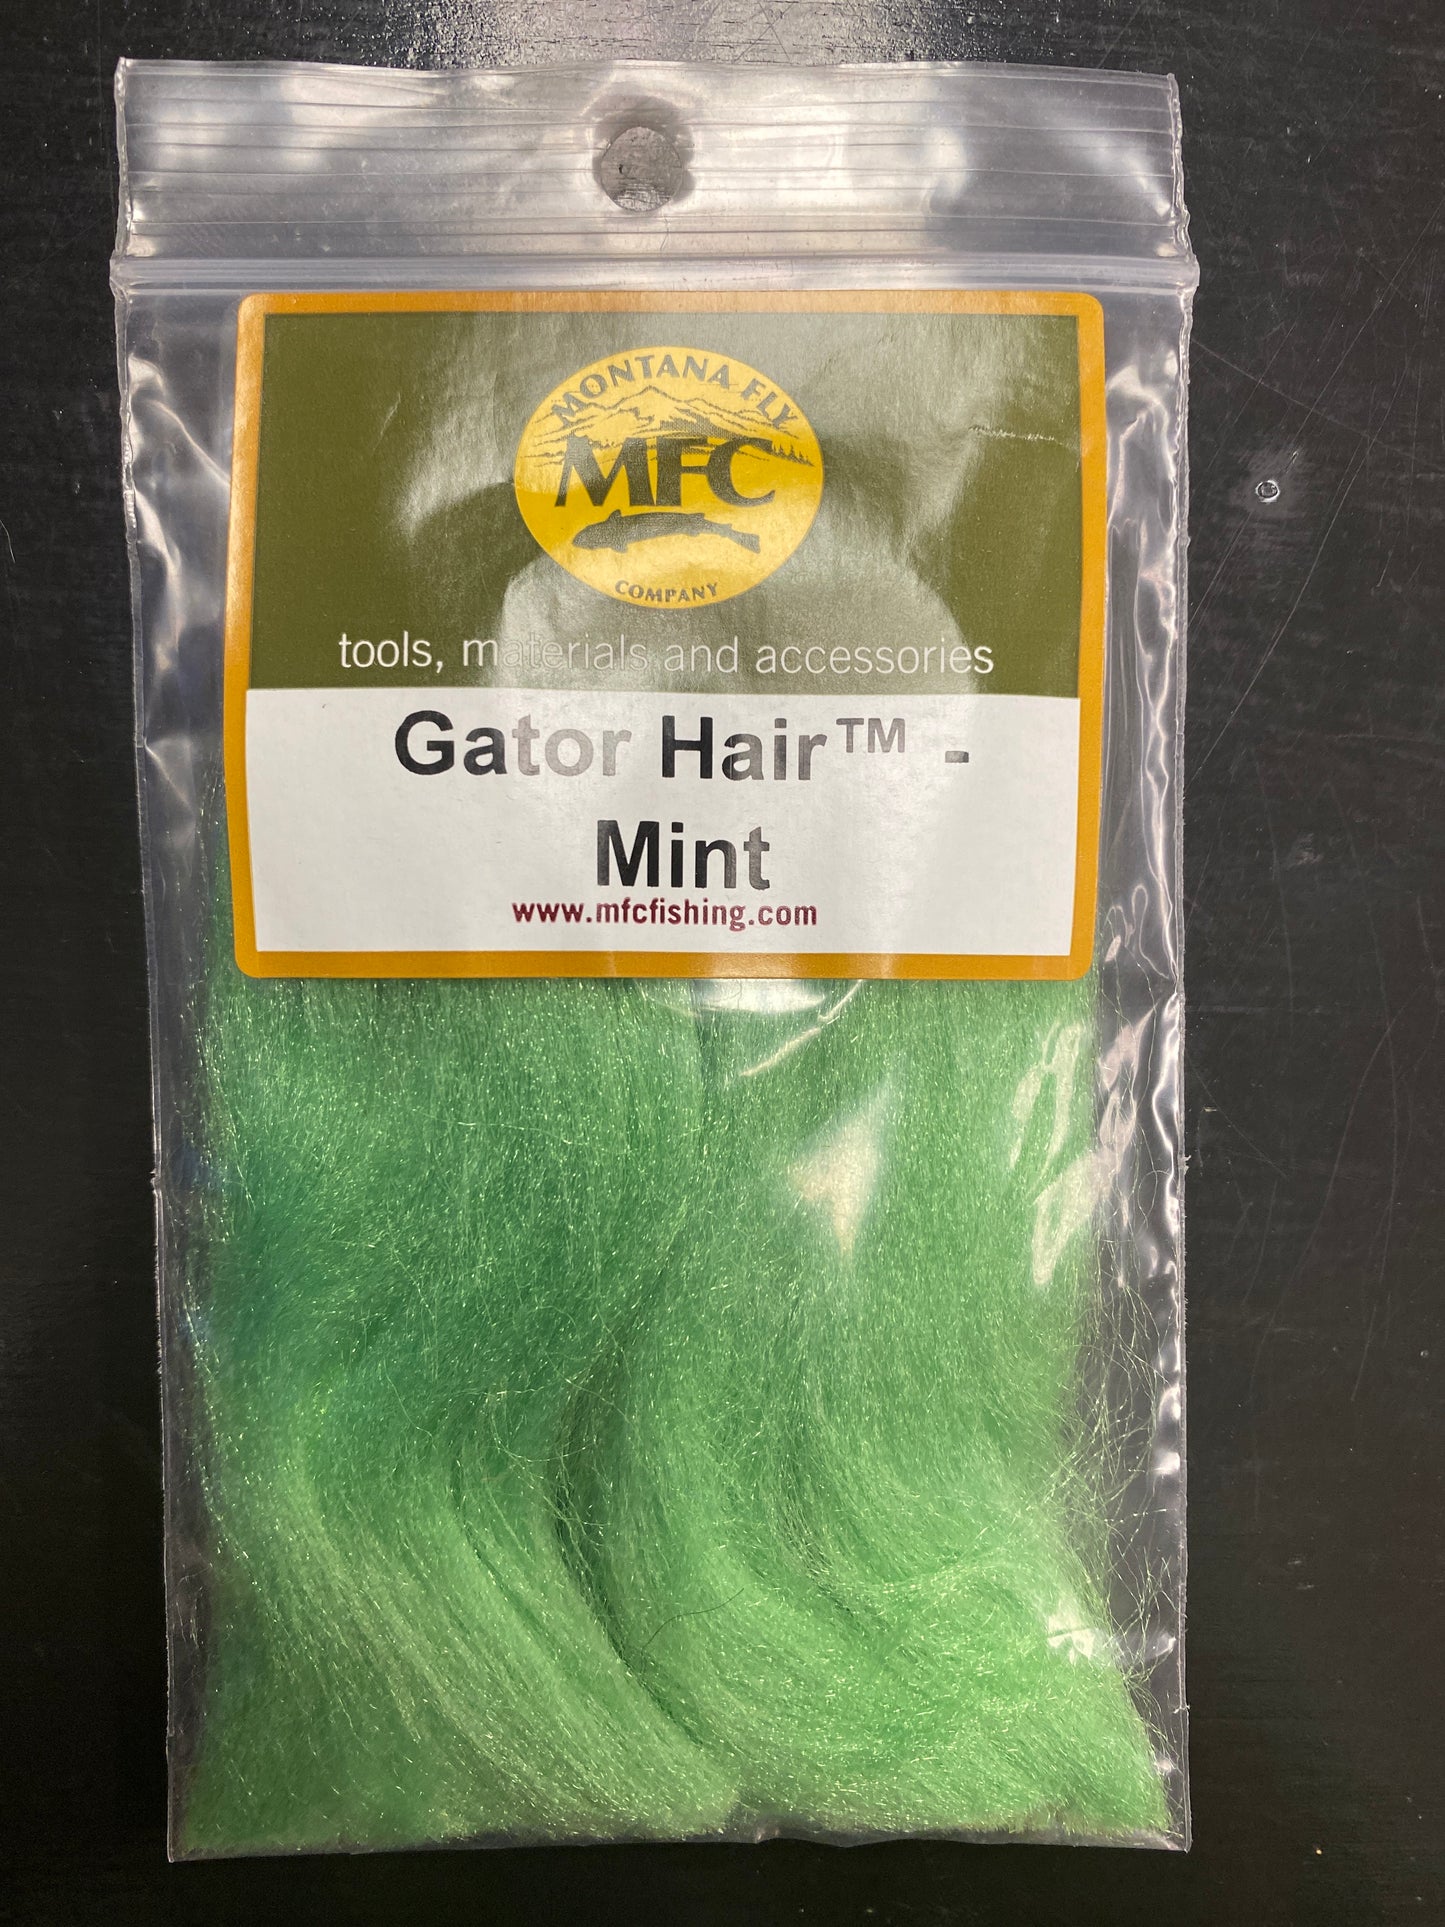 MONTANA FLY
MFC
COMPANY
tools, materials and accessories
Gator Hair™ -
Mint
www.mfcfishing.com